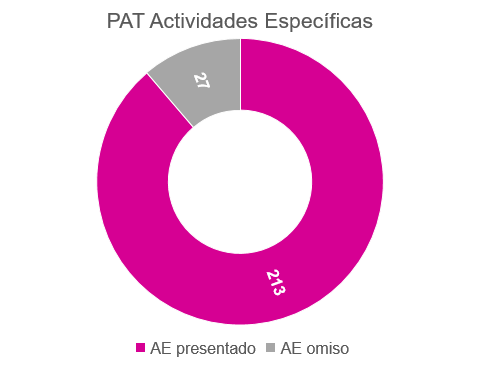 PAT Actividades Específicas
27
213
AE presentado AE omiso